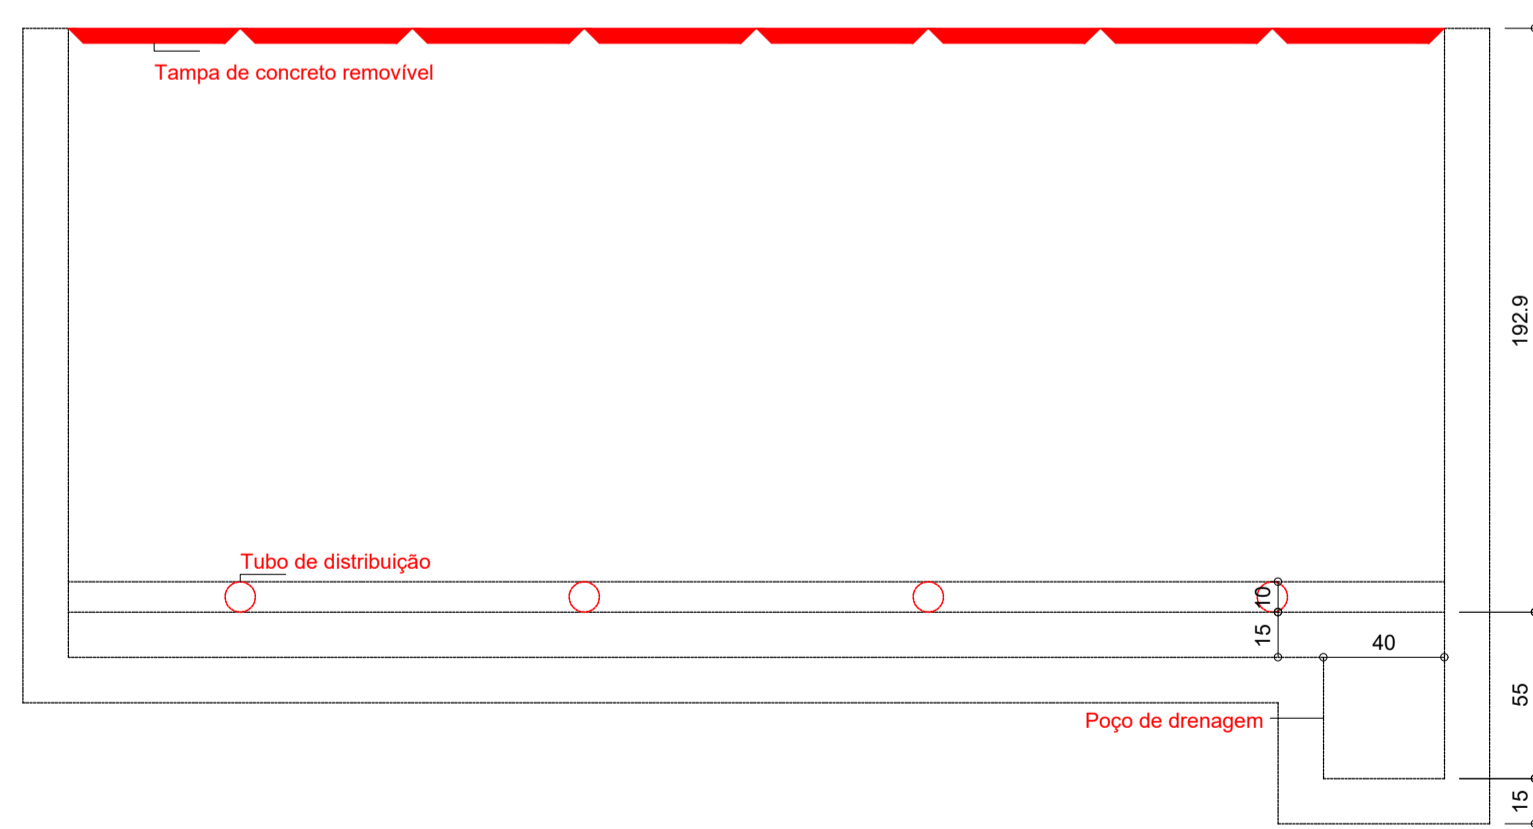 Tampa de concreto removível
192.9
Tubo de distribuição
10
15
40
55
Poço de drenagem
15